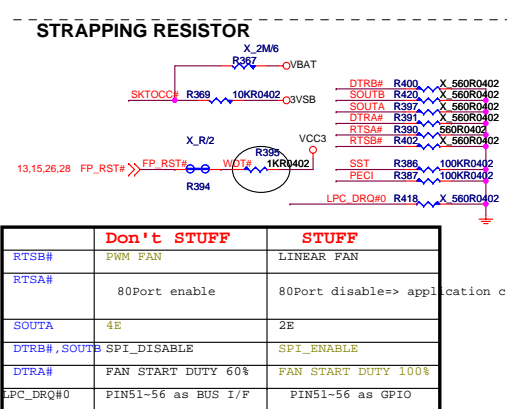 STRAPPING RESISTOR
X_2M/6
R367
VBAT
SKTOCC# R369 10KR0402 3VSB
DTRB# R400 X_560R0402
SOUTB R420 X_560R0402
SOUTA R397 X_560R0402
DTRA# R391 X_560R0402
RTSA# R390 560R0402
RTSB# R402 X_560R0402
X_R/2
VCC3
R395
13,15,26,28 FP_RST# FP_RST# WDT# 1KR0402
R394
SST R386 100KR0402
PECI R387 100KR0402
LPC_DRQ#0 R418 X_560R0402
Don't STUFF STUFF
RTSB# PWM FAN LINEAR FAN
RTSA# 80Port enable 80Port disable=> application c
SOUTA 4E 2E
DTRB#,SOUTB SPI_DISABLE SPI_ENABLE
DTRA# FAN START DUTY 60% FAN START DUTY 100%
LPC_DRQ#0 PIN51~56 as BUS I/F PIN51~56 as GPIO